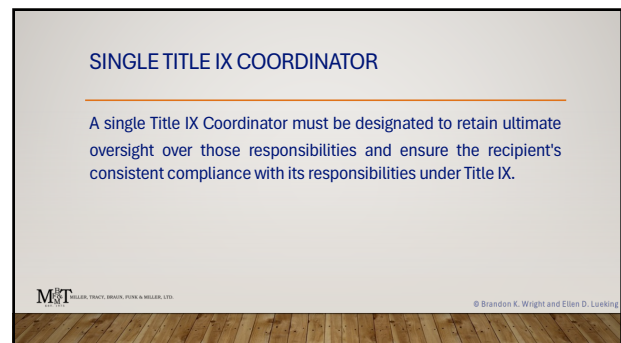 SINGLE TITLE IX COORDINATOR
A single Title IX Coordinator must be designated to retain ultimate
oversight over those responsibilities and ensure the recipient's
consistent compliance with its responsibilities under Title IX.
MILLER, TRACY, BRAUN, FUNK & MILLER, LTD.
© Brandon K. Wright and Ellen D. Lueking